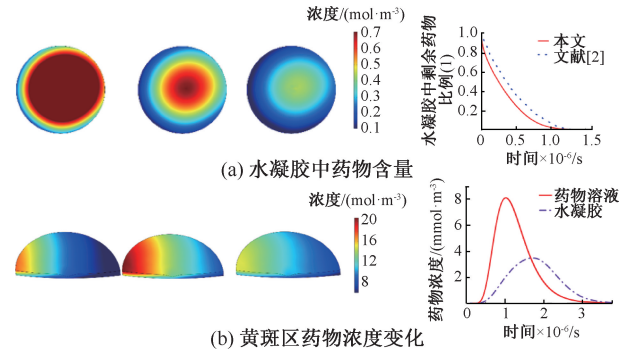 浓度/(mol·m⁻³)
0.7
0.6
0.5
0.4
0.3
0.2
0.1
水凝胶中剩余药物
比例(1)
1.0
0.8
0.6
0.4
0.2
0
0.5
1.0
1.5
本文
文献[2]
时间×10⁻⁶/s
(a) 水凝胶中药物含量
浓度/(mol·m⁻³)
20
16
12
8
6
药物浓度/(mmol·m⁻³)
8
6
4
2
0
1
2
3
药物溶液
水凝胶
时间×10⁻⁶/s
(b) 黄斑区药物浓度变化